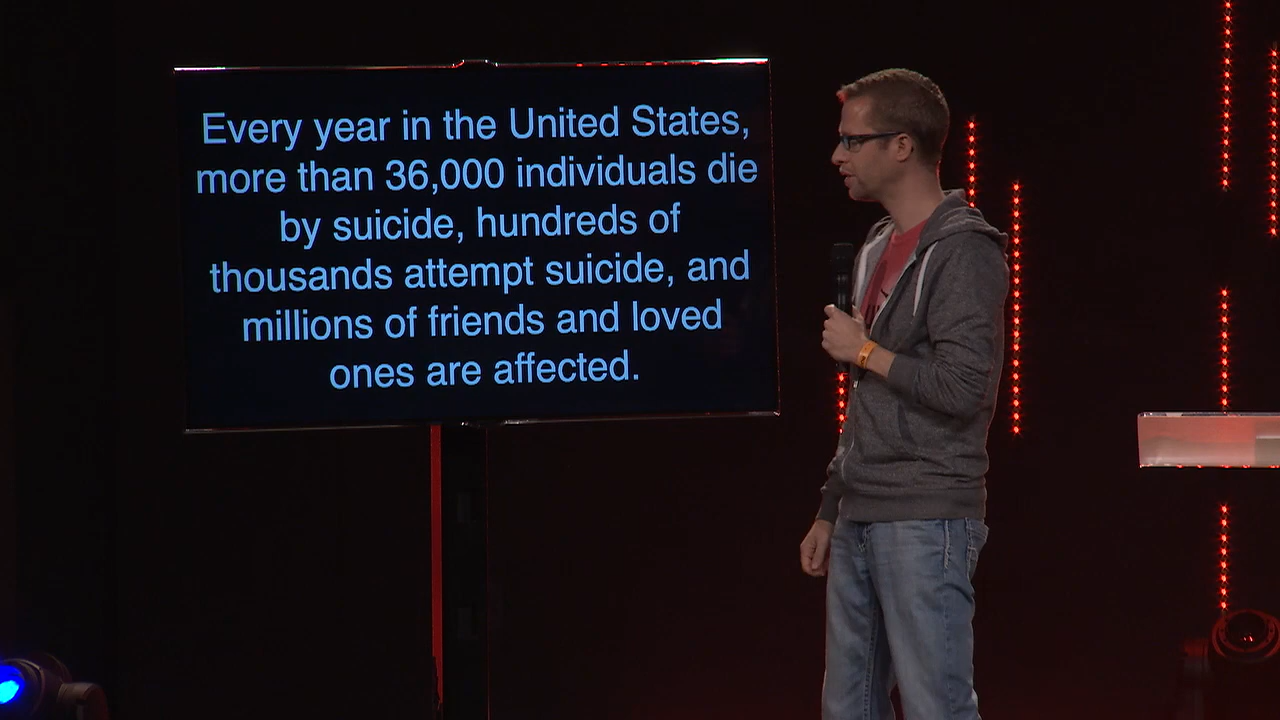 Every year in the United States,
more than 36,000 individuals die
by suicide, hundreds of
thousands attempt suicide, and
millions of friends and loved
ones are affected.